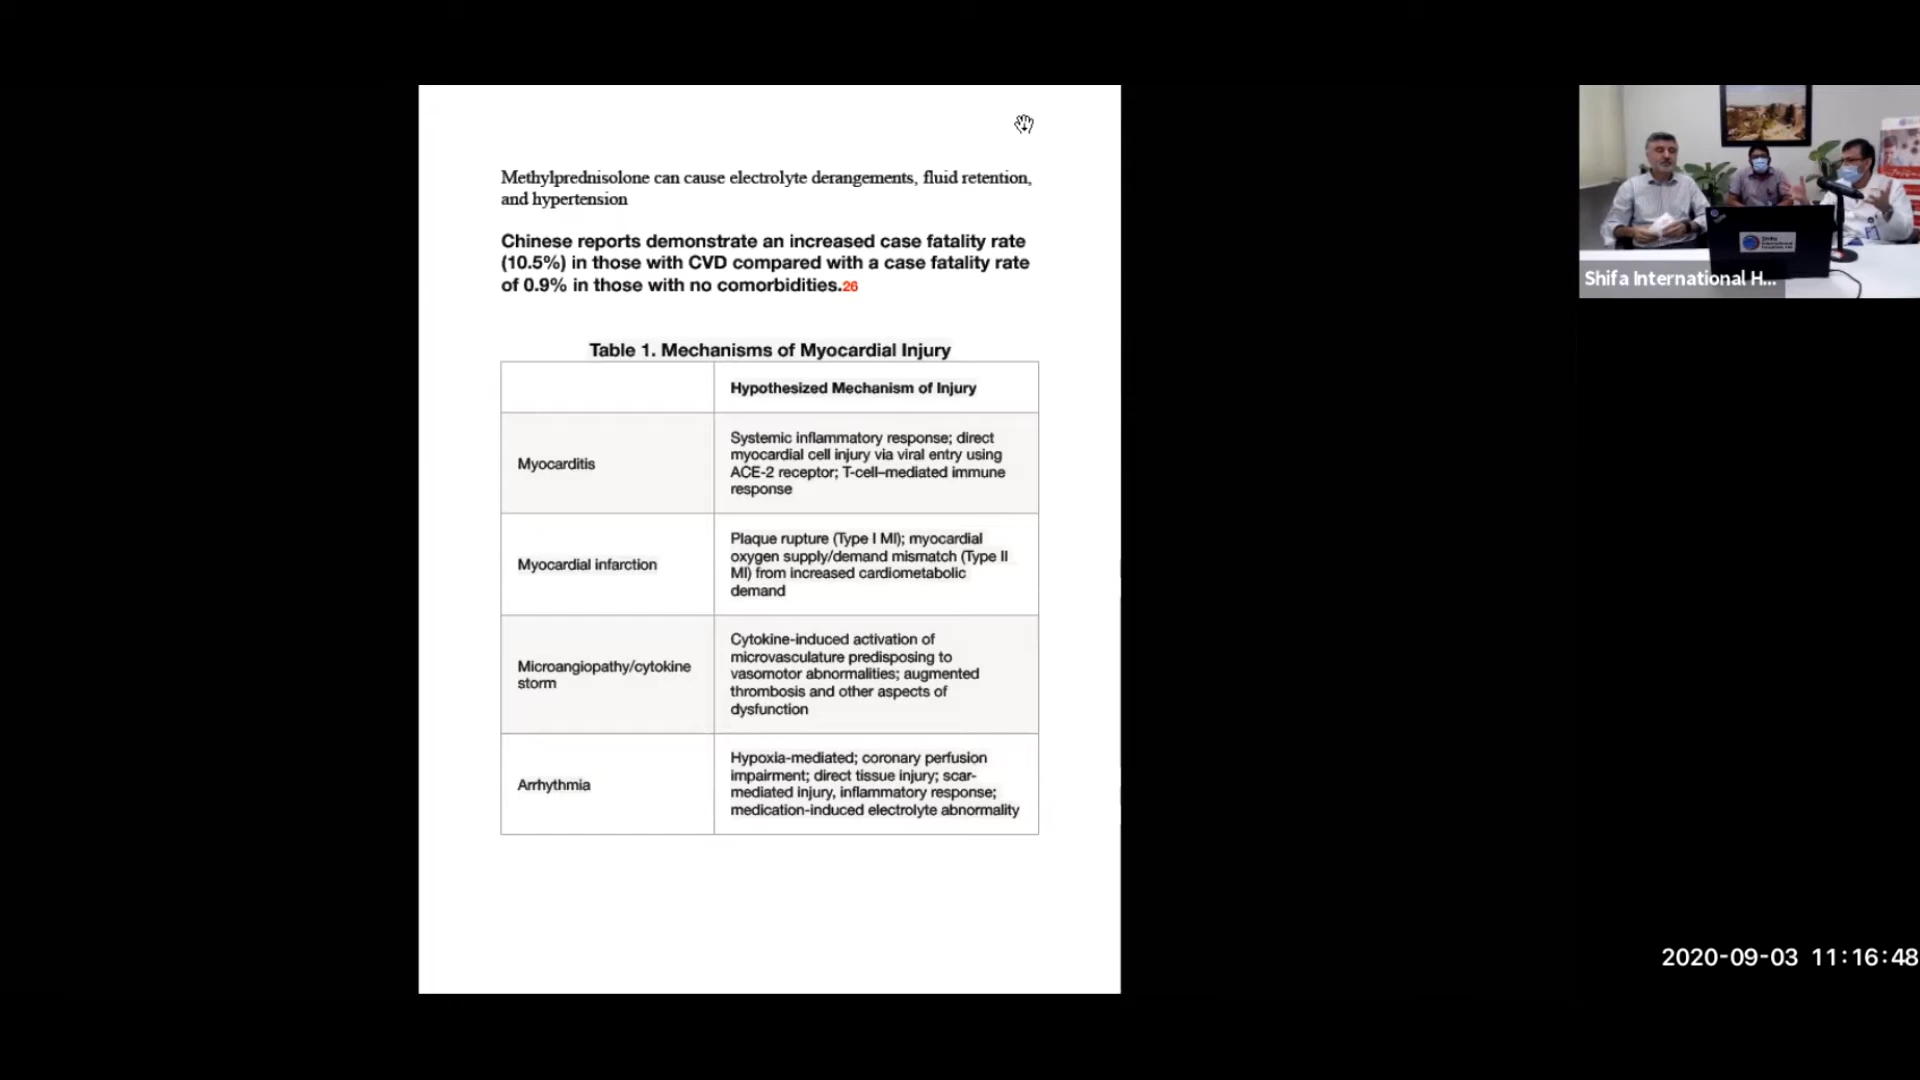 Methylprednisolone can cause electrolyte derangements, fluid retention,
and hypertension
Chinese reports demonstrate an increased case fatality rate
(10.5%) in those with CVD compared with a case fatality rate
of 0.9% in those with no comorbidities.26
Table 1. Mechanisms of Myocardial Injury
Hypothesized Mechanism of Injury
Myocarditis
Systemic inflammatory response; direct
myocardial cell injury via viral entry using
ACE-2 receptor; T-cell–mediated immune
response
Myocardial infarction
Plaque rupture (Type I MI); myocardial
oxygen supply/demand mismatch (Type II
MI) from increased cardiometabolic
demand
Microangiopathy/cytokine
storm
Cytokine-induced activation of
microvasculature predisposing to
vasomotor abnormalities; augmented
thrombosis and other aspects of
dysfunction
Arrhythmia
Hypoxia-mediated; coronary perfusion
impairment; direct tissue injury; scar-
mediated injury, inflammatory response;
medication-induced electrolyte abnormality
Shifa International H...
2020-09-03 11:16:48